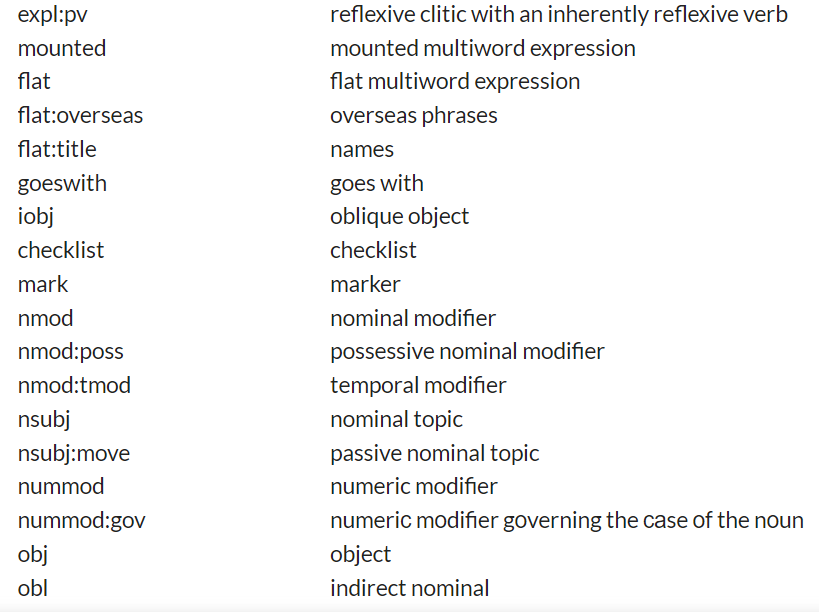 expl:pv reflexive clitic with an inherently reflexive verb
mounted mounted multiword expression
flat flat multiword expression
flat:overseas overseas phrases
flat:title names
goeswith goes with
iobj oblique object
checklist checklist
mark marker
nmod nominal modifier
nmod:poss possessive nominal modifier
nmod:tmod temporal modifier
nsubj nominal topic
nsubj:move passive nominal topic
nummod numeric modifier
nummod:gov numeric modifier governing the case of the noun
obj object
obl indirect nominal